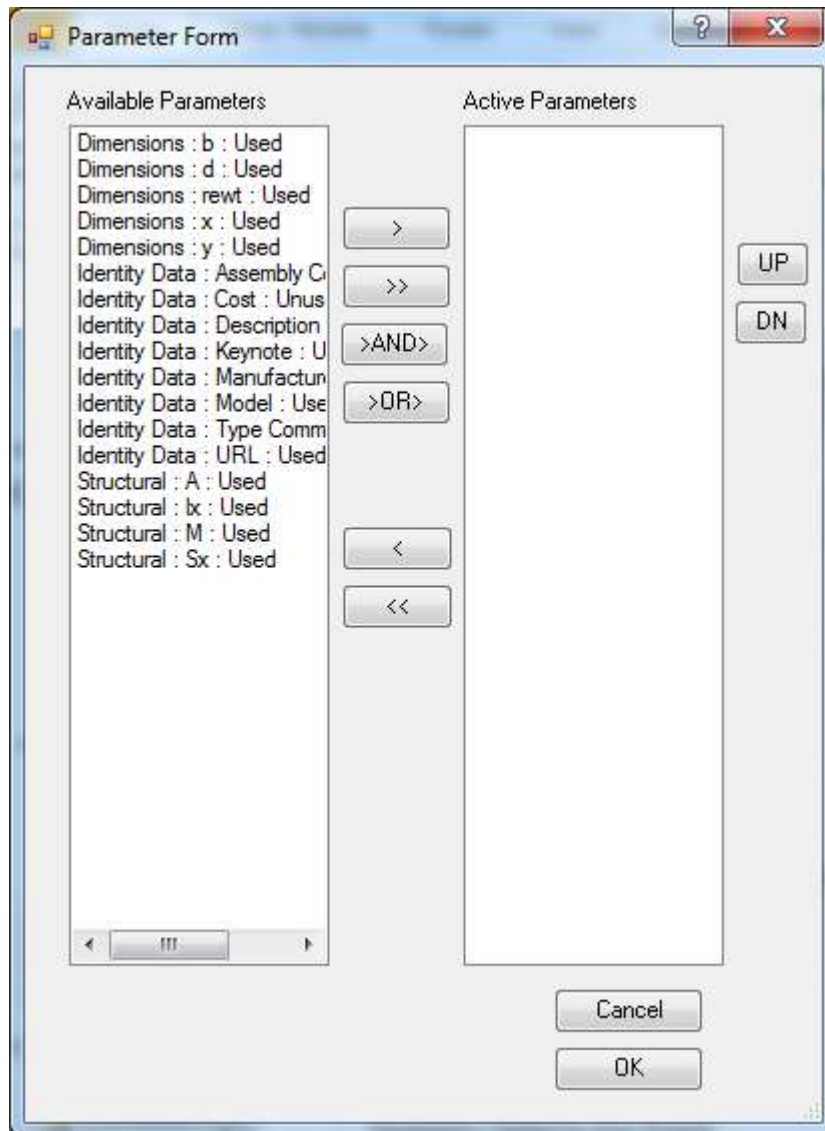 Parameter Form
?
X
Available Parameters
Active Parameters
Dimensions : b : Used
Dimensions : d : Used
Dimensions : rewt : Used
Dimensions : x : Used
Dimensions : y : Used
Identity Data : Assembly C
Identity Data : Cost : Unus
Identity Data : Description
Identity Data : Keynote : U
Identity Data : Manufacture
Identity Data : Model : Use
Identity Data : Type Comm
Identity Data : URL : Used
Structural : A : Used
Structural : Ix : Used
Structural : M : Used
Structural : Sx : Used
>
>>
>AND>
>OR>
<
<<
UP
DN
Cancel
OK